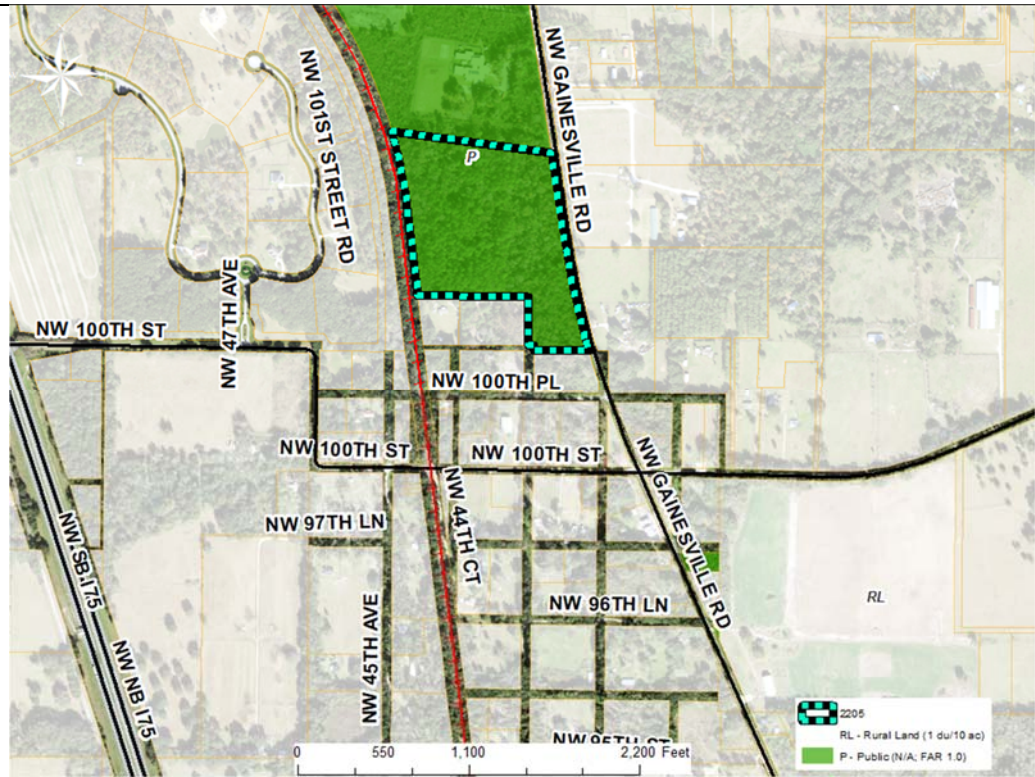 NW 101ST STREET RD
NW GAINESVILLE RD
P
NW 47TH AVE
NW 100TH ST
NW 100TH PL
NW 100TH ST
NW 100TH ST
NW GAINESVILLE RD
NW 44TH CT
NW 97TH LN
NW SB I75
NW NB I75
NW 45TH AVE
NW 96TH LN
RL
NW 95TH ST
0 550 1,100 2,200 Feet
2205
RL - Rural Land (1 du/10 ac)
P - Public (N/A; FAR 1.0)